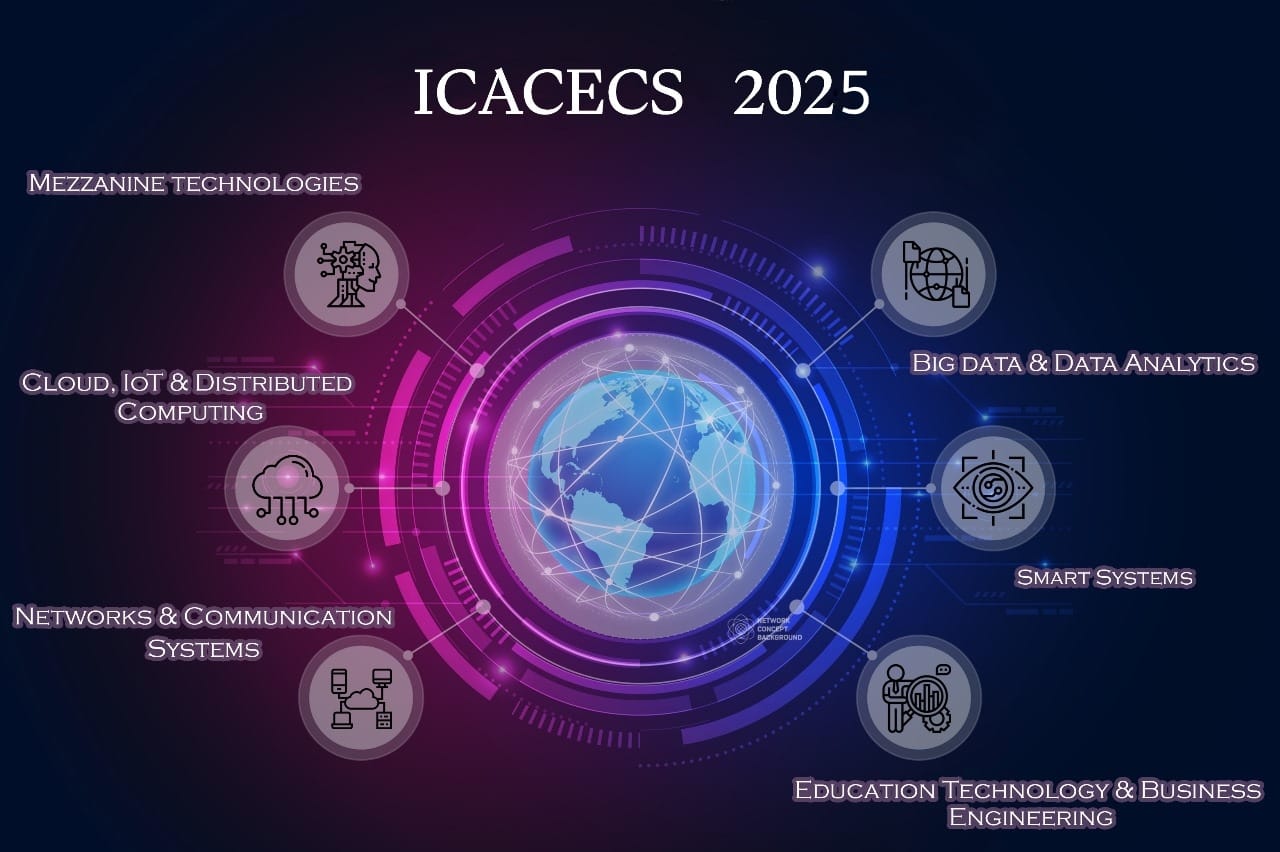 ICACECS 2025
Mezzanine technologies
Cloud, IoT & Distributed
Computing
Networks & Communication
Systems
Big data & Data Analytics
Smart Systems
Education Technology & Business
Engineering
NETWORK
CONCEPT
BACKGROUND